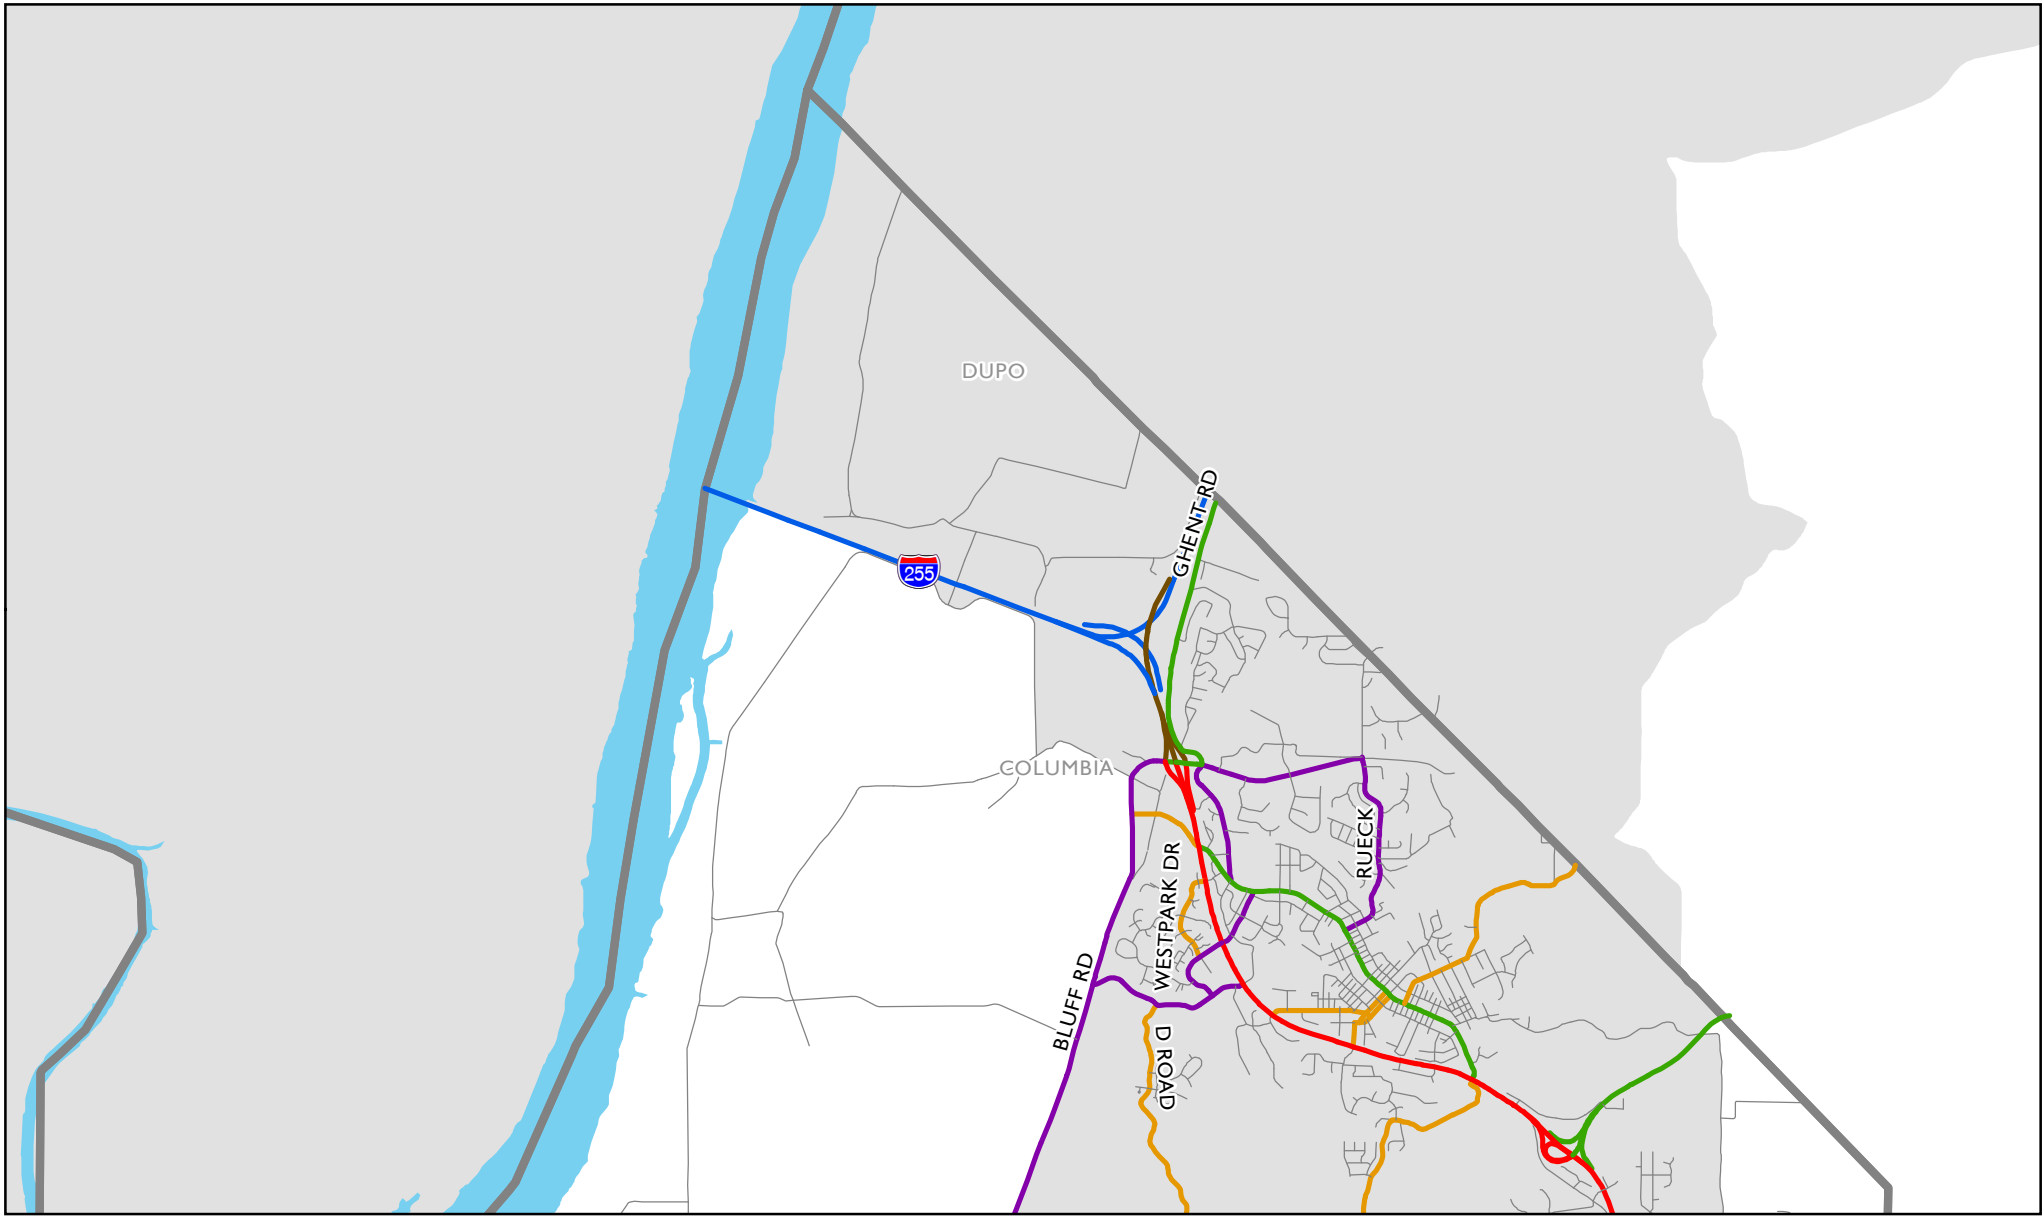 DUPO
GHENT RD
255
COLUMBIA
RUECK
WESTPARK DR
BLUFF RD
D ROAD